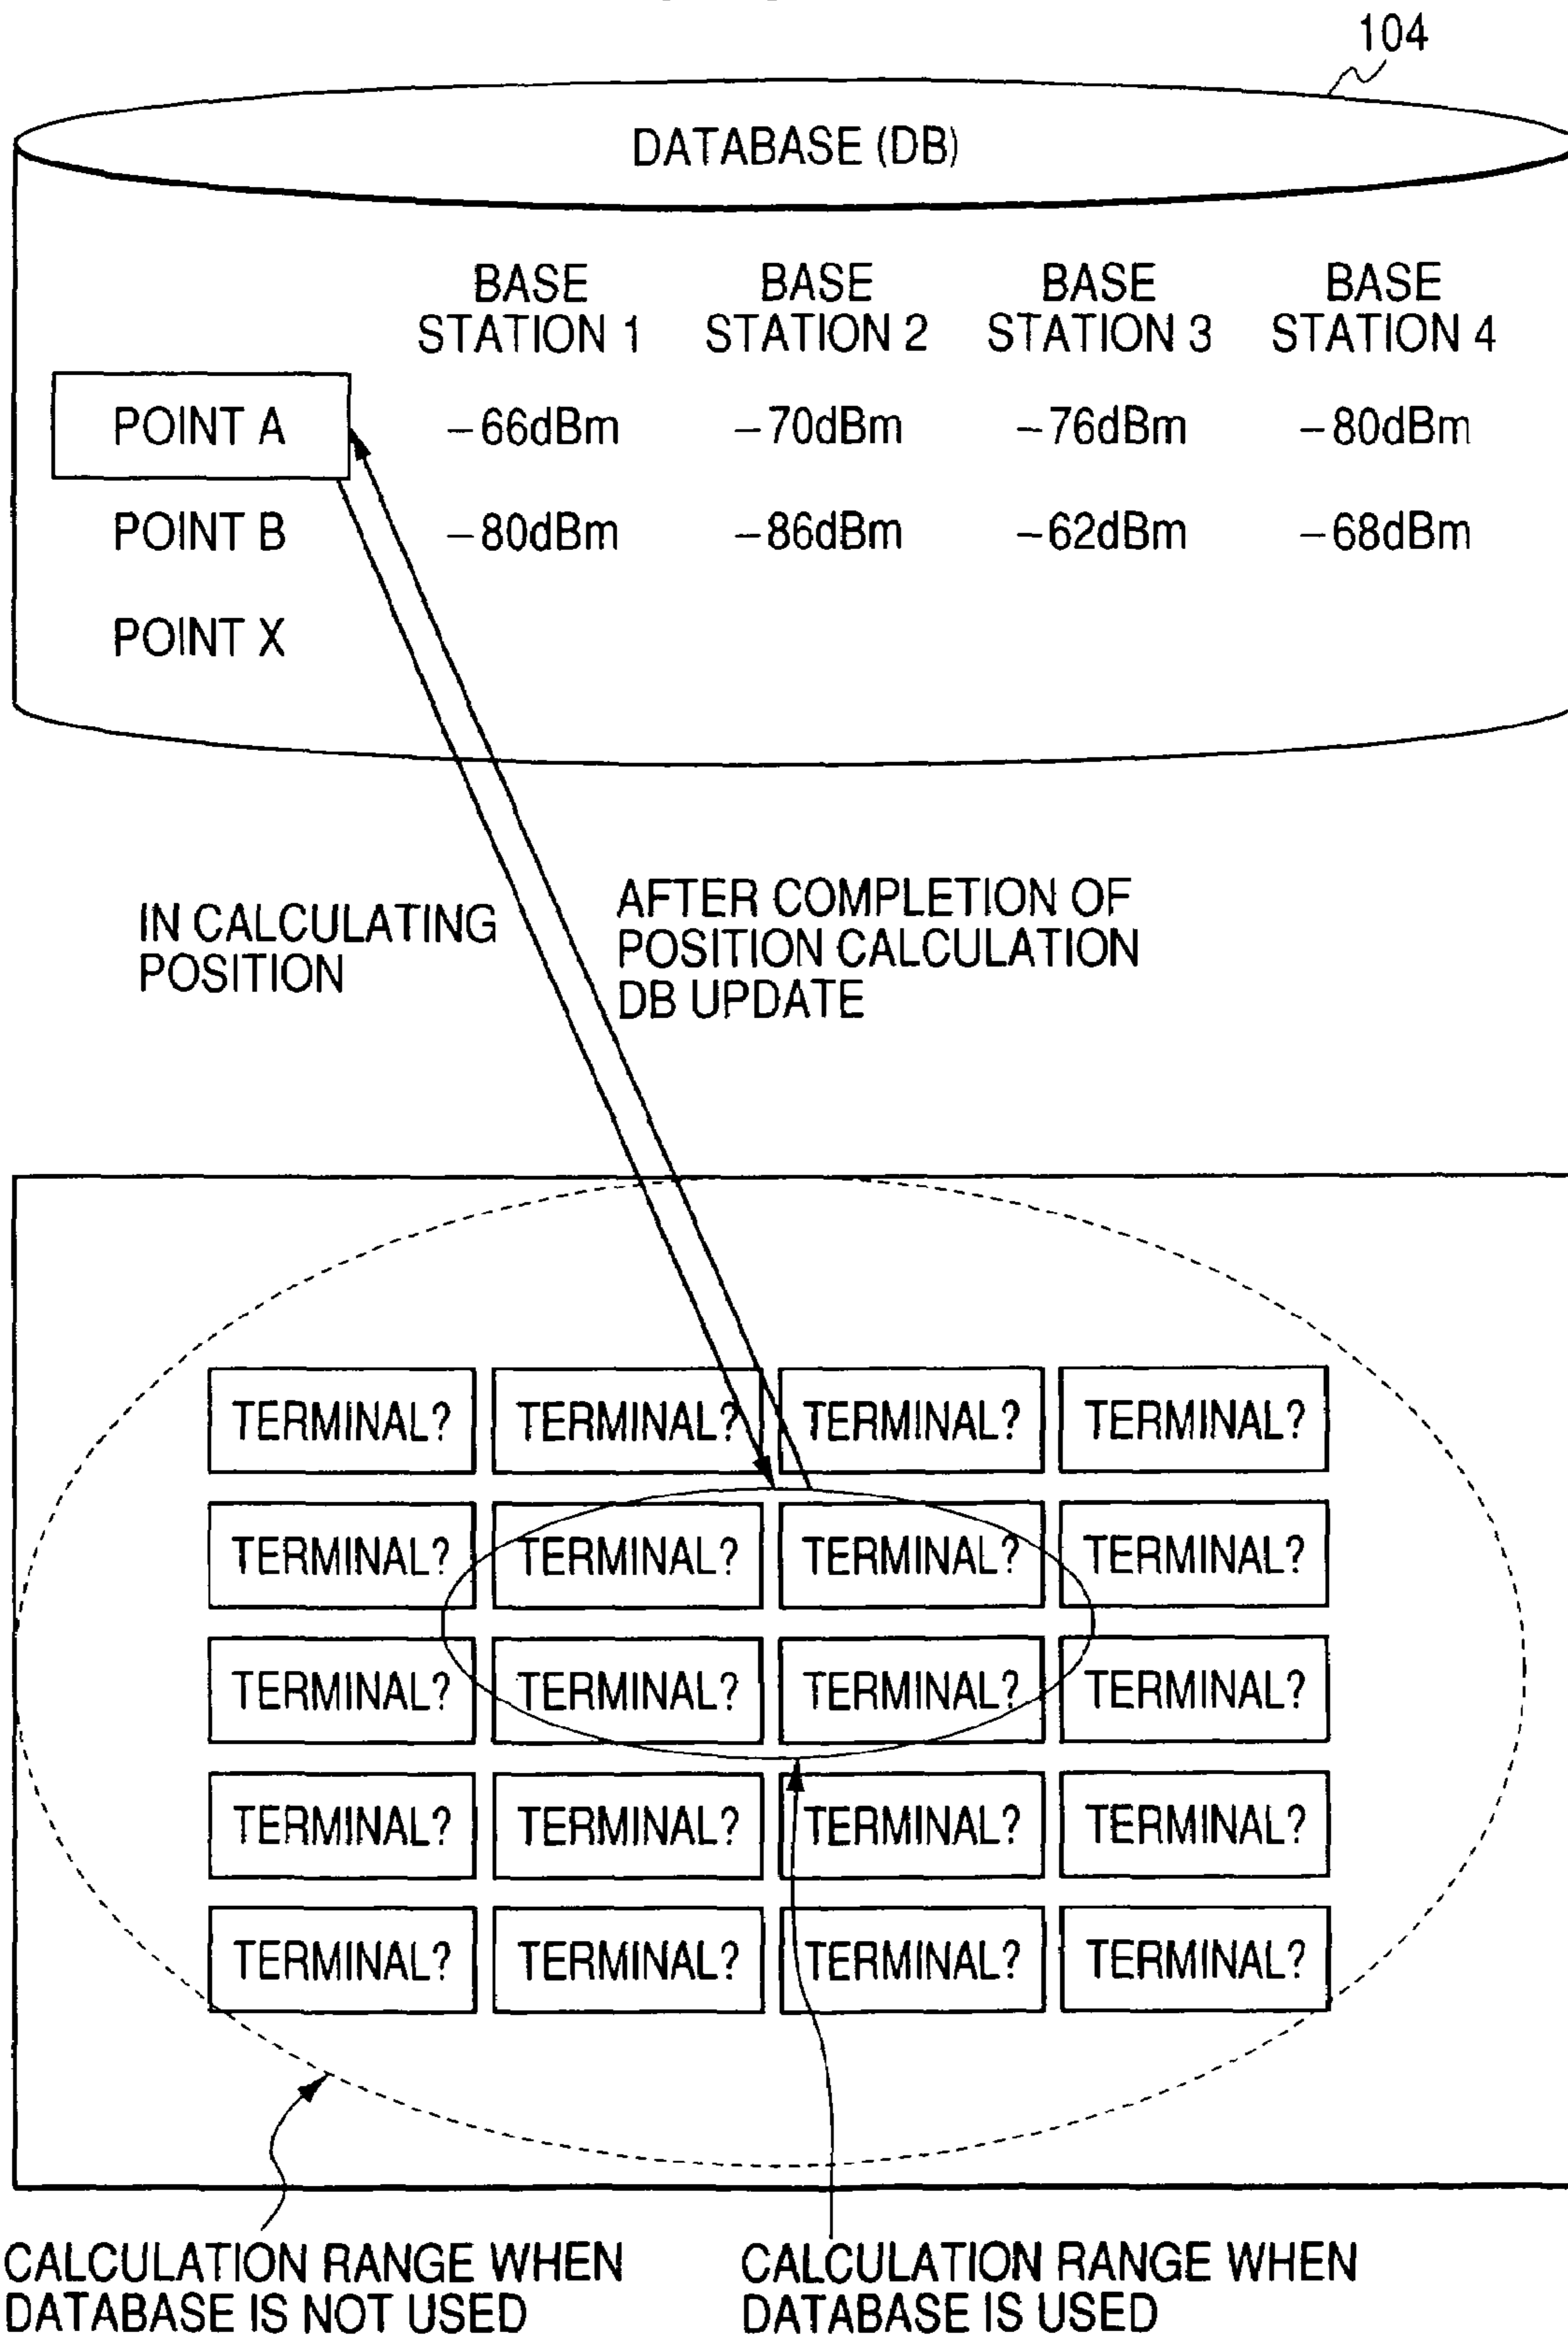 104
DATABASE (DB)
BASE STATION 1 BASE STATION 2 BASE STATION 3 BASE STATION 4
POINT A -66dBm -70dBm -76dBm -80dBm
POINT B -80dBm -86dBm -62dBm -68dBm
POINT X
IN CALCULATING
POSITION
AFTER COMPLETION OF
POSITION CALCULATION
DB UPDATE
TERMINAL? TERMINAL? TERMINAL? TERMINAL?
TERMINAL? TERMINAL? TERMINAL? TERMINAL?
TERMINAL? TERMINAL? TERMINAL? TERMINAL?
TERMINAL? TERMINAL? TERMINAL? TERMINAL?
TERMINAL? TERMINAL? TERMINAL? TERMINAL?
CALCULATION RANGE WHEN
DATABASE IS NOT USED
CALCULATION RANGE WHEN
DATABASE IS USED